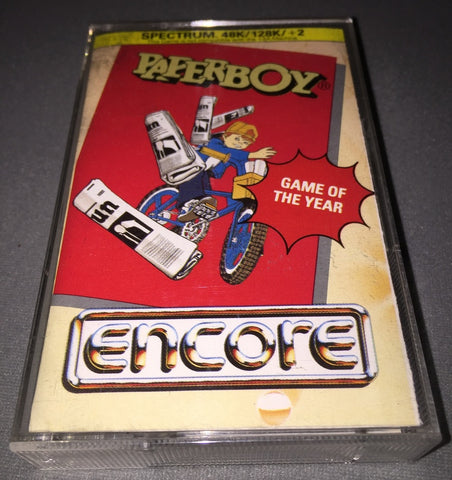 SPECTRUM. 48K/128K/+2
PAPERBOY®
GAME OF
THE YEAR
encore